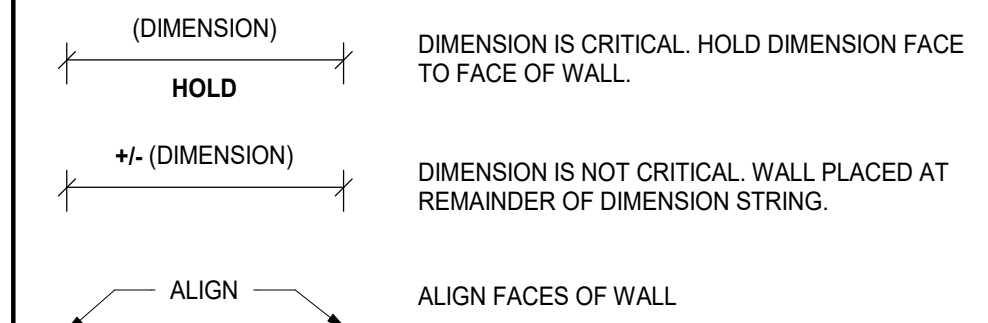 (DIMENSION)
HOLD
DIMENSION IS CRITICAL. HOLD DIMENSION FACE
TO FACE OF WALL.
+/- (DIMENSION)
DIMENSION IS NOT CRITICAL. WALL PLACED AT
REMAINDER OF DIMENSION STRING.
ALIGN
ALIGN FACES OF WALL